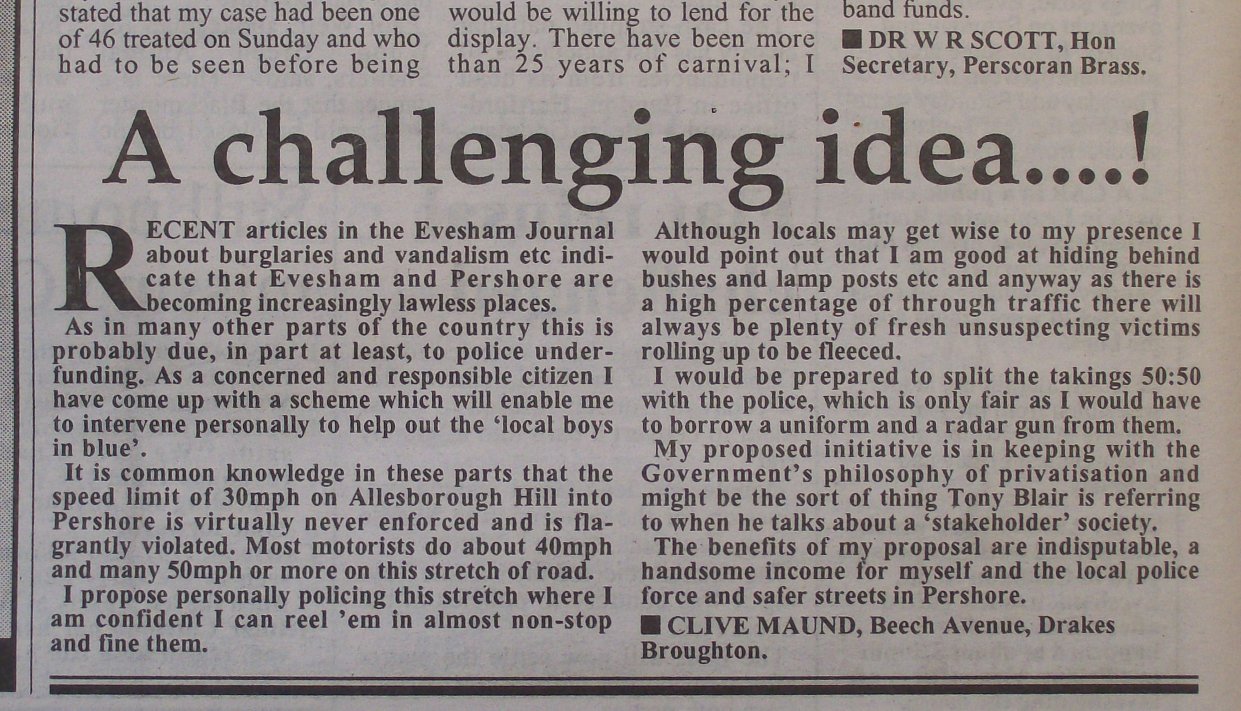 stated that my case had been one
of 46 treated on Sunday and who
had to be seen before being
would be willing to lend for the
display. There have been more
than 25 years of carnival; I
band funds.
■ DR W R SCOTT, Hon
Secretary, Perscoran Brass.
A challenging idea....!
RECENT articles in the Evesham Journal
about burglaries and vandalism etc indi-
cate that Evesham and Pershore are
becoming increasingly lawless places.
As in many other parts of the country this is
probably due, in part at least, to police under-
funding. As a concerned and responsible citizen I
have come up with a scheme which will enable me
to intervene personally to help out the ‘local boys
in blue’.
It is common knowledge in these parts that the
speed limit of 30mph on Allesborough Hill into
Pershore is virtually never enforced and is fla-
grantly violated. Most motorists do about 40mph
and many 50mph or more on this stretch of road.
I propose personally policing this stretch where I
am confident I can reel ’em in almost non-stop
and fine them.
Although locals may get wise to my presence I
would point out that I am good at hiding behind
bushes and lamp posts etc and anyway as there is
a high percentage of through traffic there will
always be plenty of fresh unsuspecting victims
rolling up to be fleeced.
I would be prepared to split the takings 50:50
with the police, which is only fair as I would have
to borrow a uniform and a radar gun from them.
My proposed initiative is in keeping with the
Government’s philosophy of privatisation and
might be the sort of thing Tony Blair is referring
to when he talks about a ‘stakeholder’ society.
The benefits of my proposal are indisputable, a
handsome income for myself and the local police
force and safer streets in Pershore.
■ CLIVE MAUND, Beech Avenue, Drakes
Broughton.